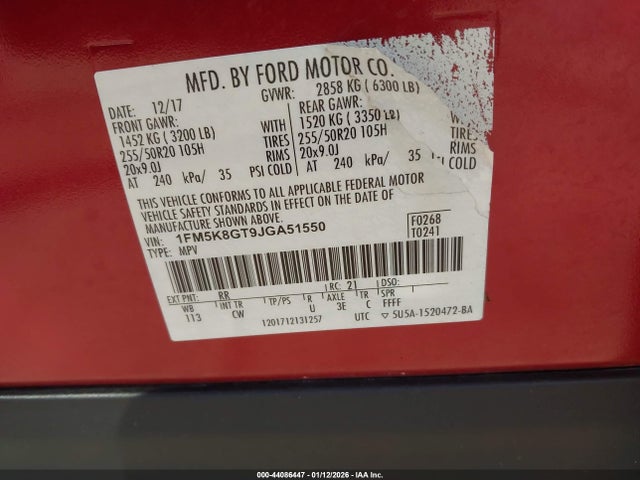 MFD. BY FORD MOTOR CO.
DATE: 12/17 GVWR: 2858 KG ( 6300 LB)
FRONT GAWR: REAR GAWR:
1452 KG ( 3200 LB) WITH 1520 KG ( 3350 LB) WITH
255/50R20 105H TIRES 255/50R20 105H TIRES
20x9.0J RIMS 20x9.0J RIMS
AT 240 kPa/ 35 PSI COLD AT 240 kPa/ 35 PSI COLD
THIS VEHICLE CONFORMS TO ALL APPLICABLE FEDERAL MOTOR
VEHICLE SAFETY STANDARDS IN EFFECT ON THE DATE OF
MANUFACTURE SHOWN ABOVE.
VIN: 1FM5K8GT9JGA51550 F0268
TYPE: MPV T0241
EXT PNT: RR RC: 21 DSO:
WB INT TR TP/PS R AXLE TR SPR
113 CW U 3E C FFFF
1201712131257 UTC ▽ 5U5A-1520472-BA
000-44086447 - 01/12/2026 - IAA Inc.